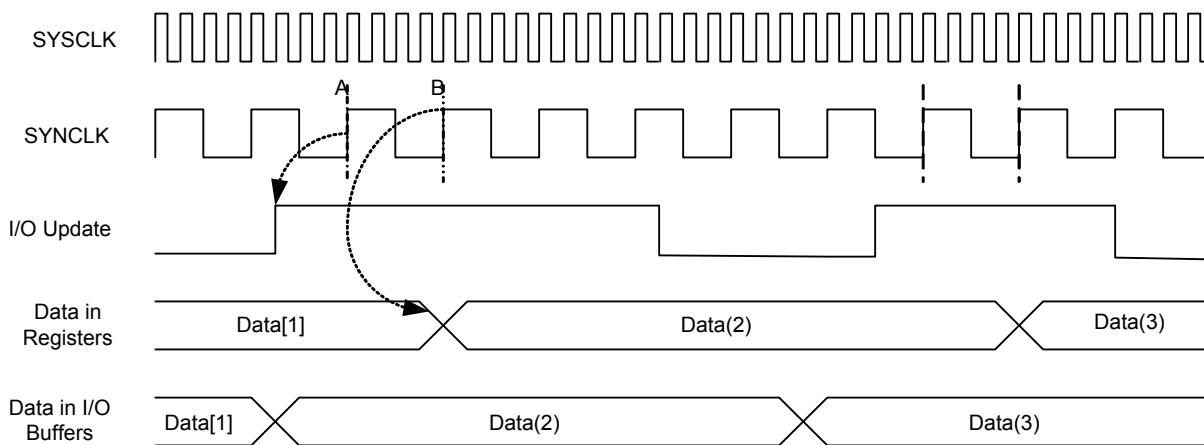 SYSCLK
A
B
SYNCLK
I/O Update
Data in
Registers
Data[1]
Data(2)
Data(3)
Data in I/O
Buffers
Data[1]
Data(2)
Data(3)